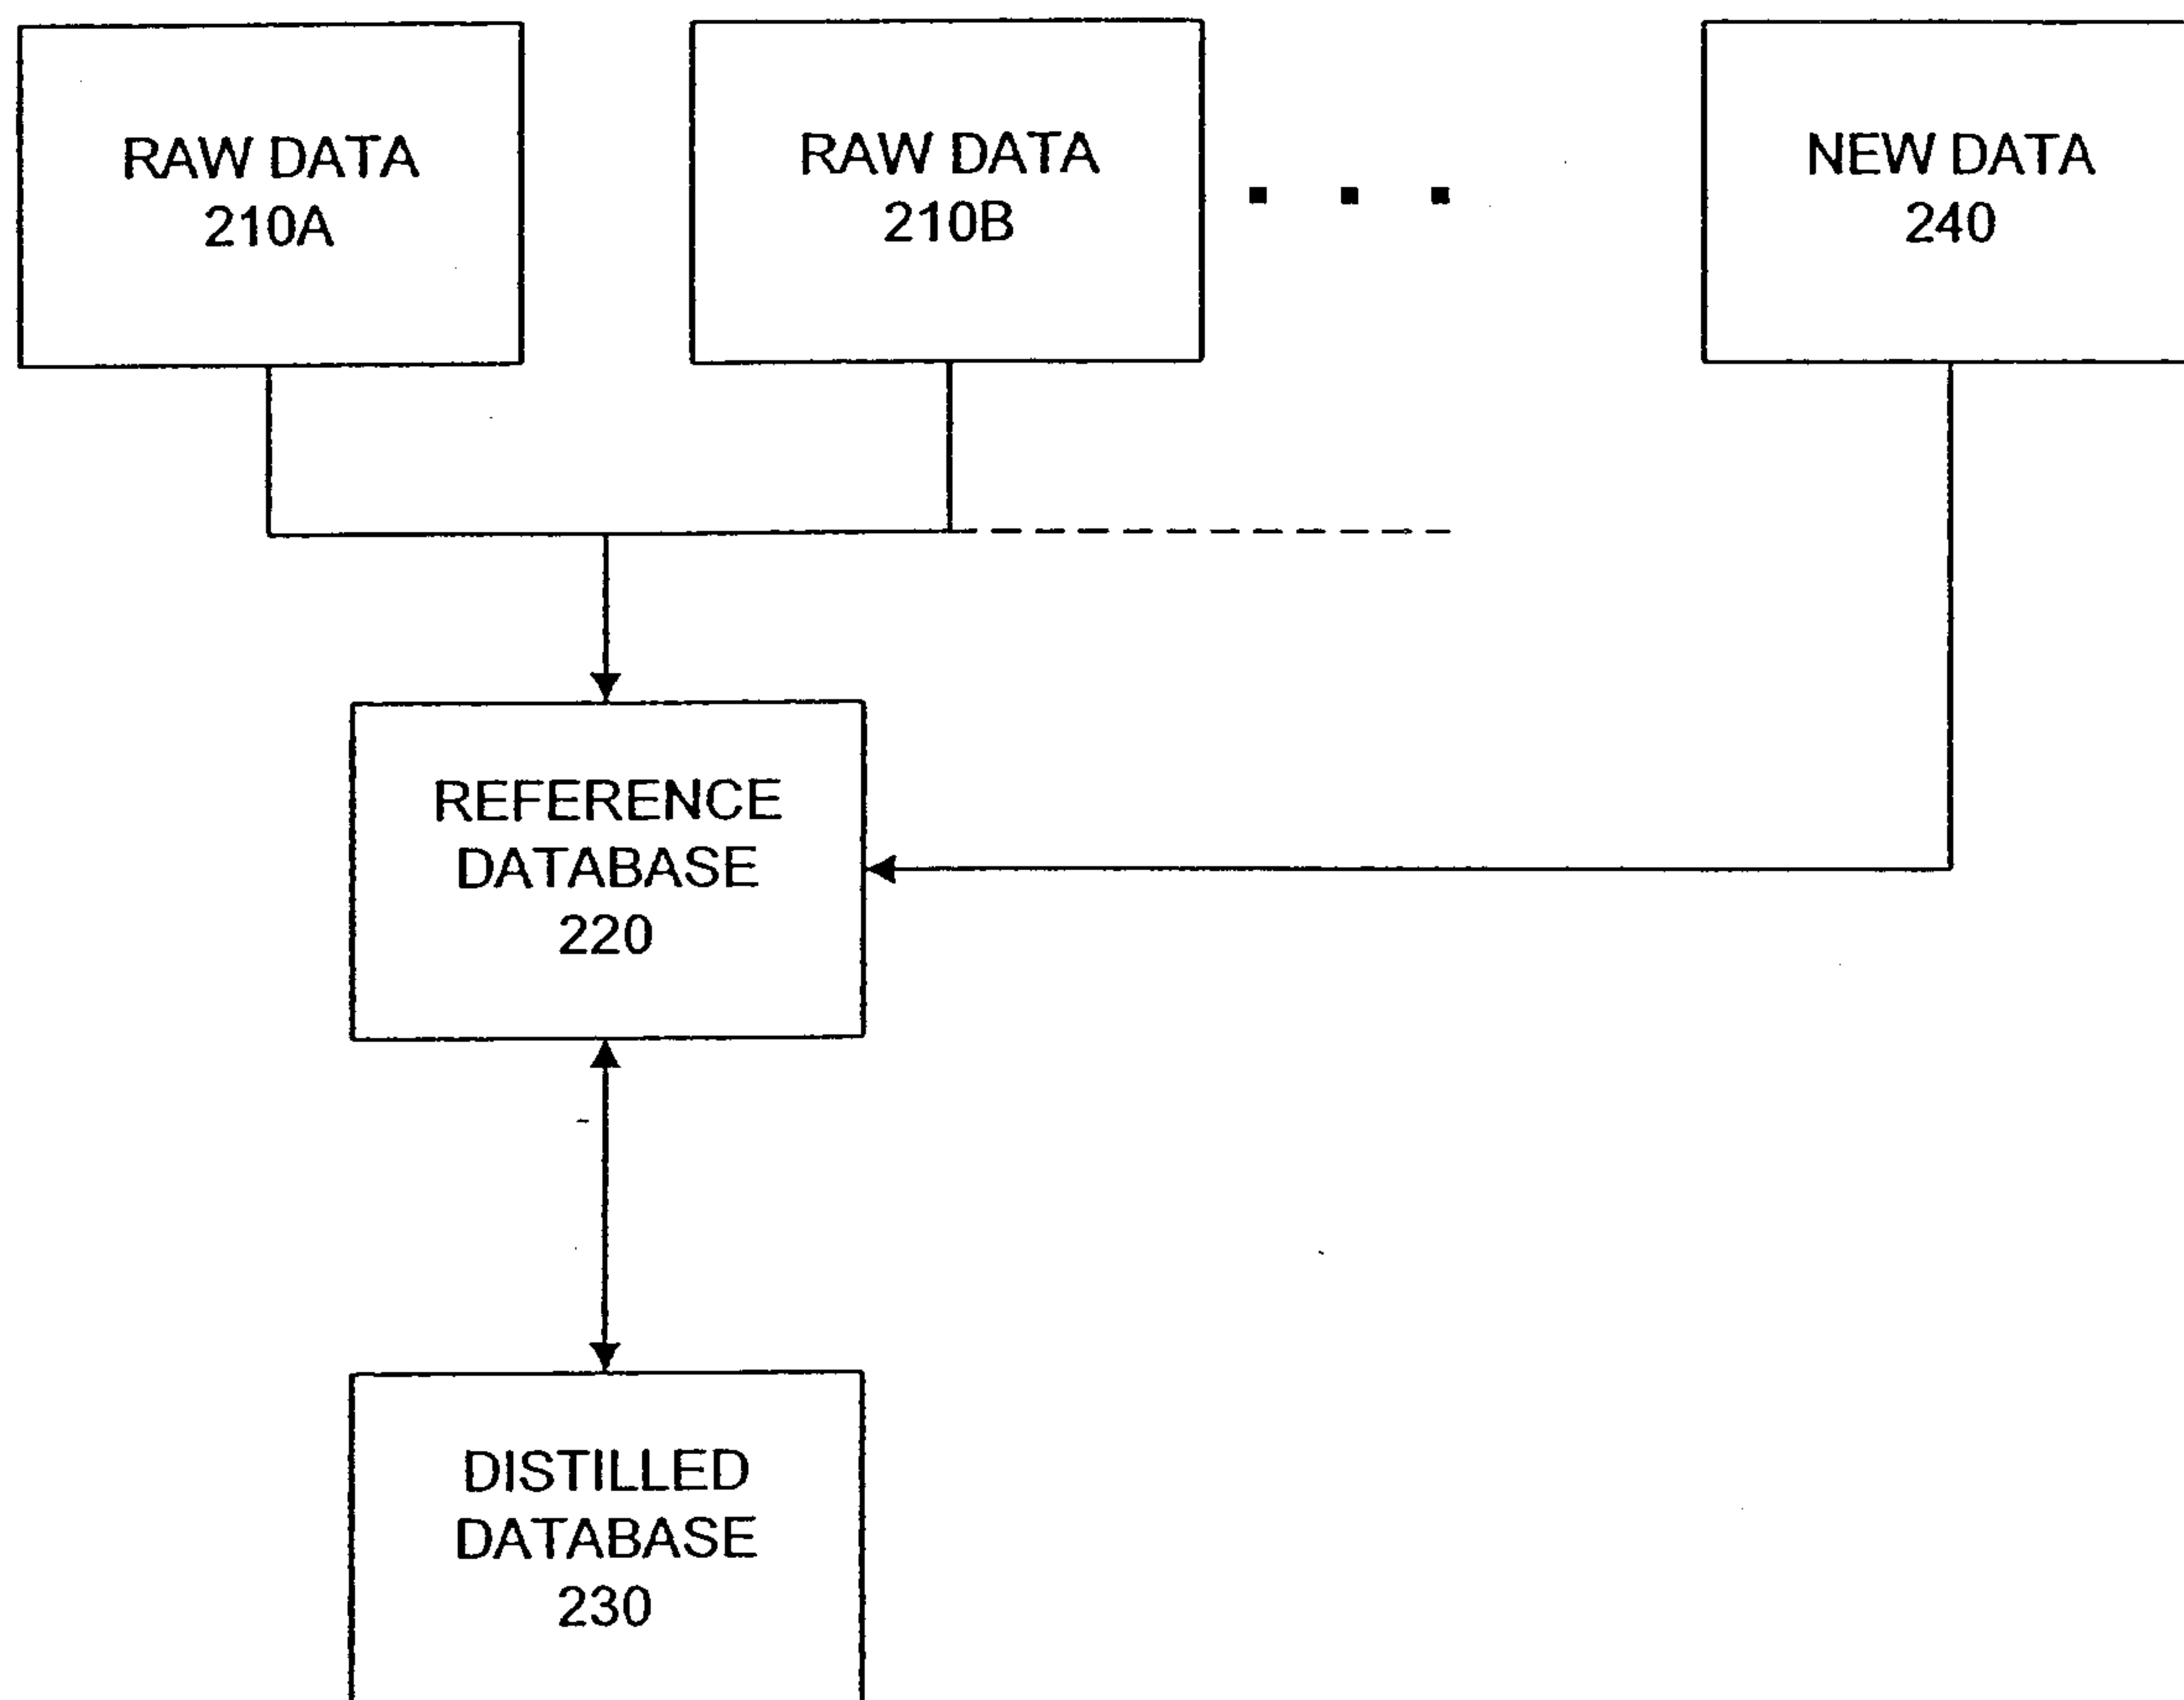 RAW DATA
210A
RAW DATA
210B
NEW DATA
240
REFERENCE
DATABASE
220
DISTILLED
DATABASE
230